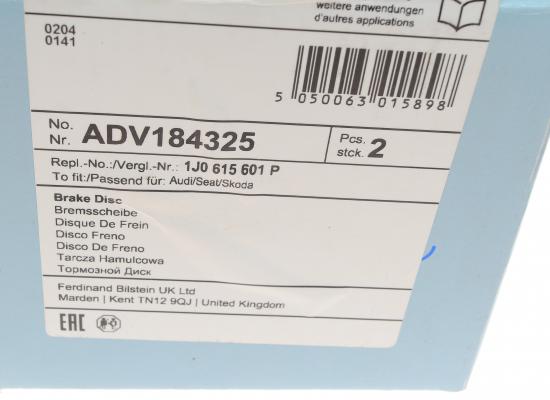 weitere anwendungen
d'autres applications
0204
0141
5 050063 015898
No.
Nr. ADV184325
Pcs.
stck. 2
Repl.-No.:/Vergl.-Nr.: 1J0 615 601 P
To fit:/Passend für: Audi/Seat/Skoda
Brake Disc
Bremsscheibe
Disque De Frein
Disco Freno
Disco De Freno
Tarcza Hamulcowa
Тормозной Диск
Ferdinand Bilstein UK Ltd
Marden | Kent TN12 9QJ | United Kingdom
EAC